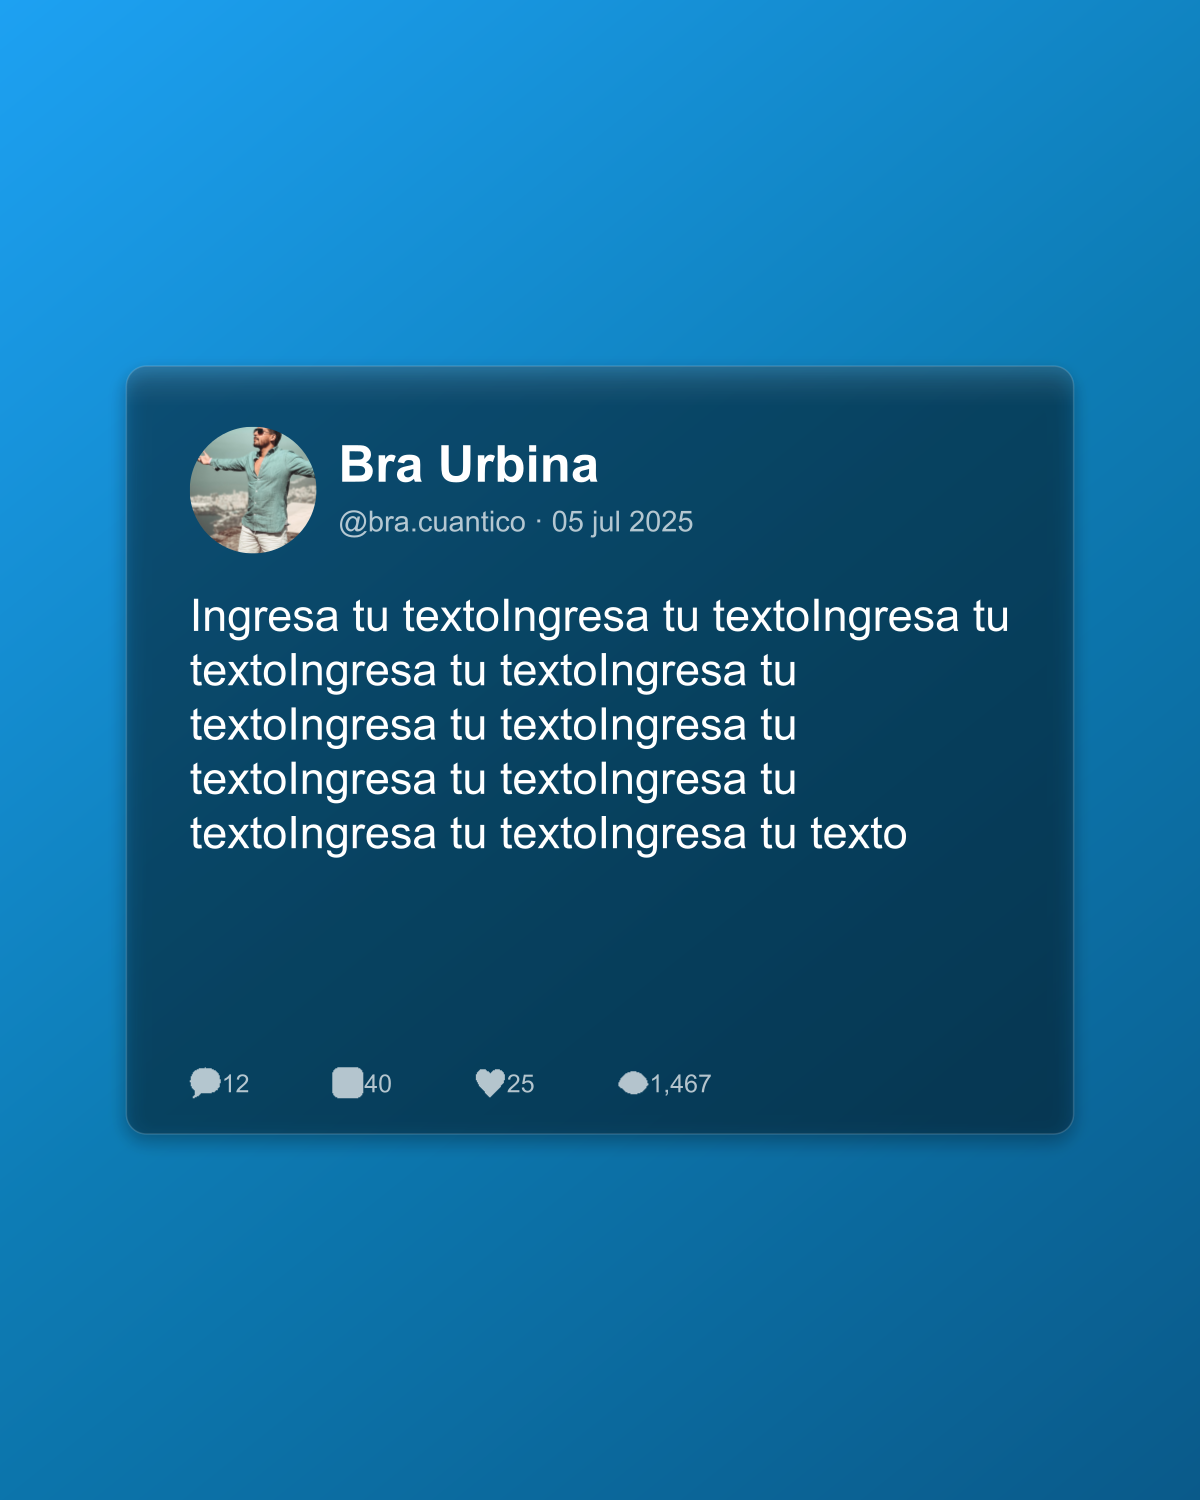 Bra Urbina
@bra.cuantico · 05 jul 2025
Ingresa tu textoIngresa tu textoIngresa tu
textoIngresa tu textoIngresa tu
textoIngresa tu textoIngresa tu
textoIngresa tu textoIngresa tu
textoIngresa tu textoIngresa tu texto
12 40 25 1,467